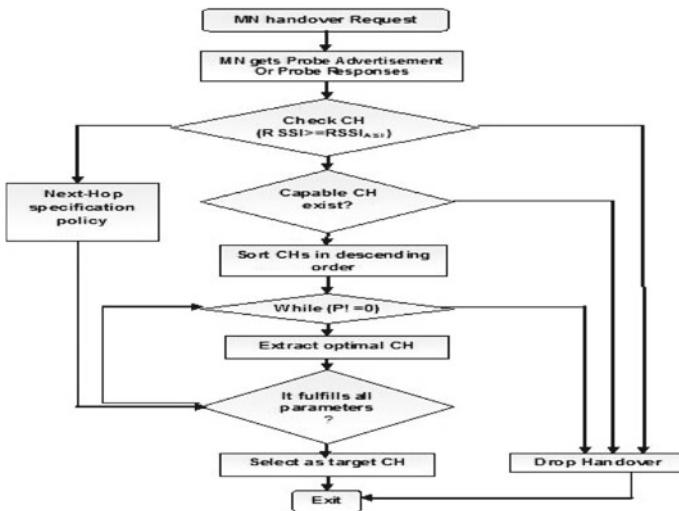 MN handover Request
MN gets Probe Advertisement
Or Probe Responses
Check CH
(R SSI>=RSSI
Next-Hop
specification
policy
Capable CH
exist?
Sort CHs in descending
order
While (P! =0)
Extract optimal CH
It fulfills all
parameters
?
Select as target CH
Drop Handover
Exit